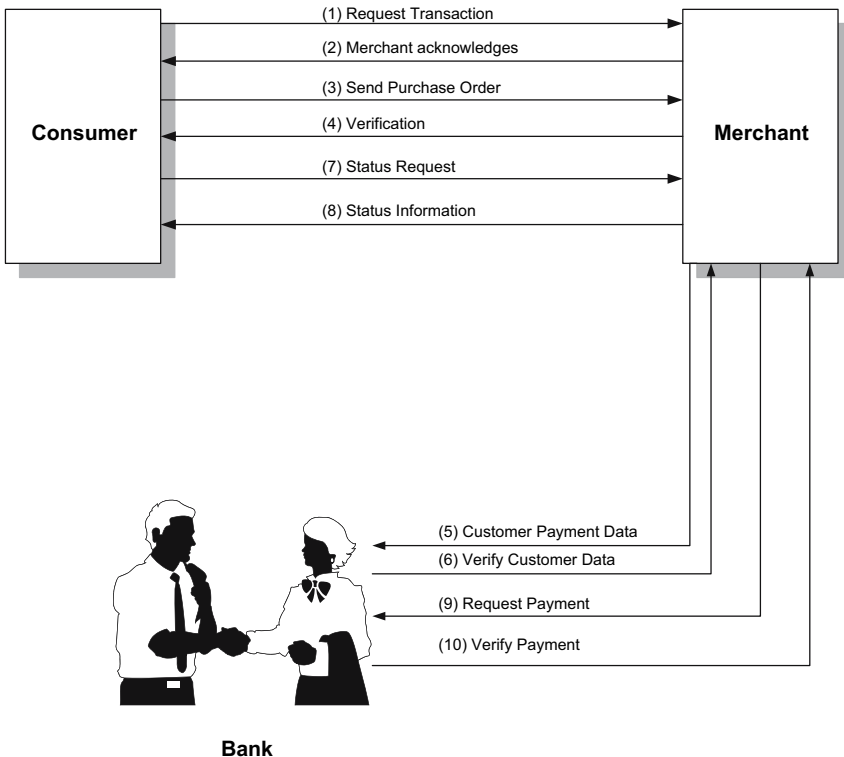 (1) Request Transaction
(2) Merchant acknowledges
(3) Send Purchase Order
Consumer
(4) Verification
Merchant
(7) Status Request
(8) Status Information
(5) Customer Payment Data
(6) Verify Customer Data
(9) Request Payment
(10) Verify Payment
Bank